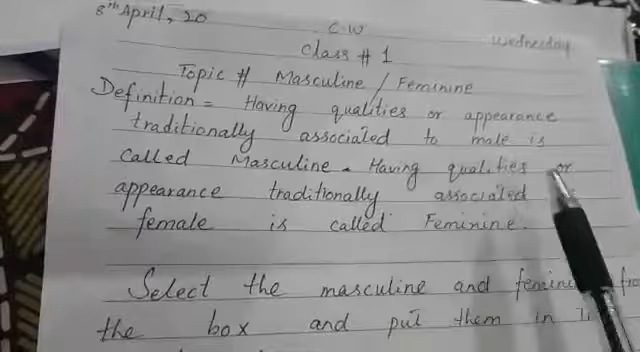 8th April, 20
C.W
Wednesday
Class # 1
Topic # Masculine / Feminine
Definition = Having qualities or appearance
traditionally associated to male is
called Masculine. Having qualities or
appearance traditionally associated
female is called Feminine.
Select the masculine and
the box and put them in